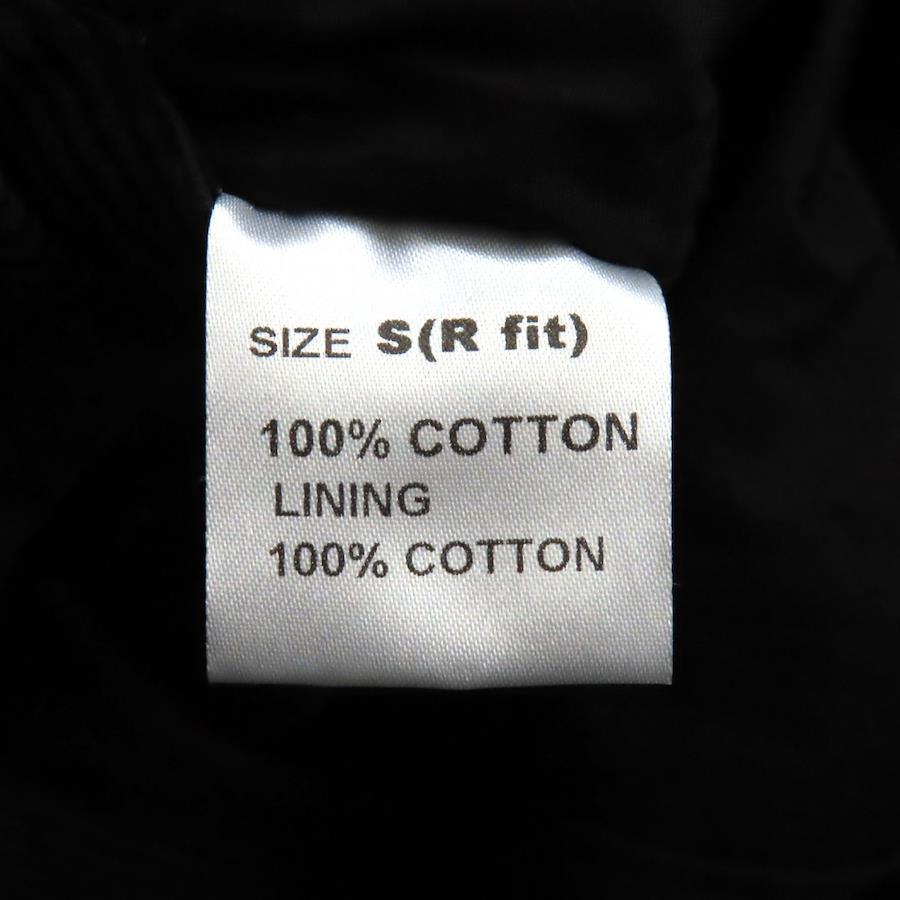 SIZE S(R fit)
100% COTTON
LINING
100% COTTON